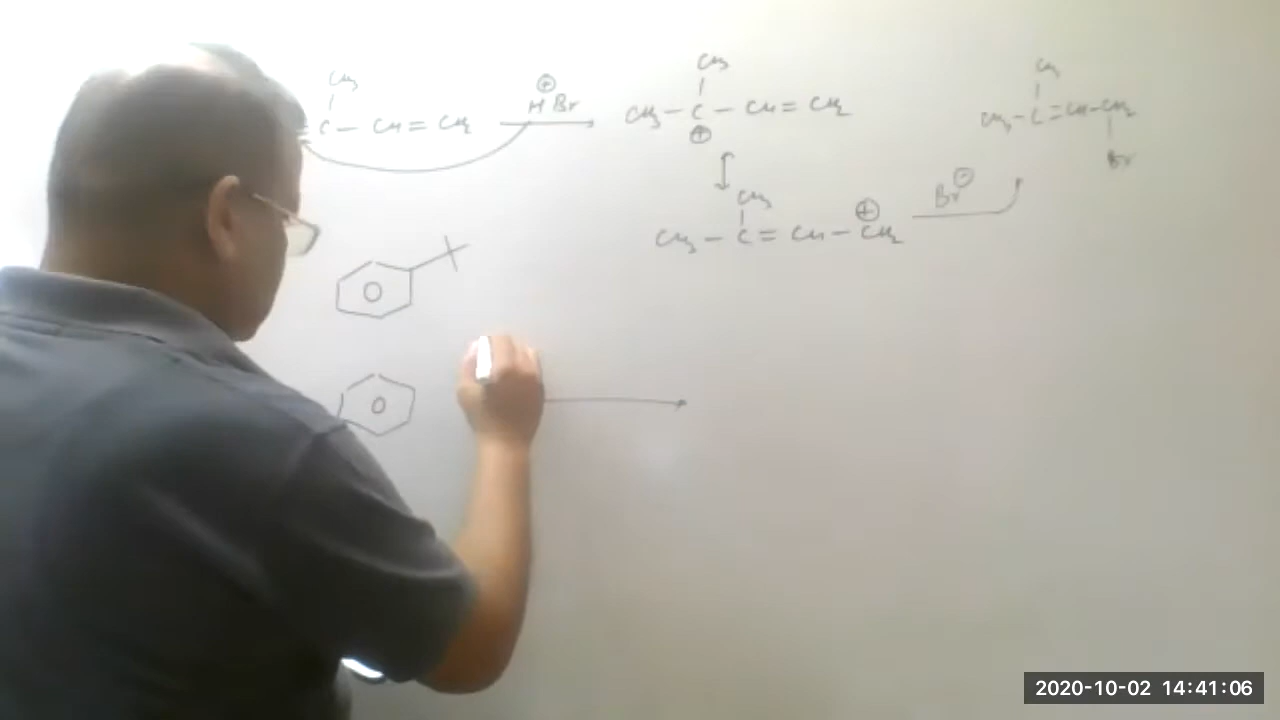 CH3
= C – CH = CH2
⊕
H Br
CH3
CH3 – C – CH = CH2
⊕
CH3
CH3 – C = CH – CH2
Br
CH3
⊕
CH3 – C = CH – CH2
Br⊖
2020-10-02 14:41:06